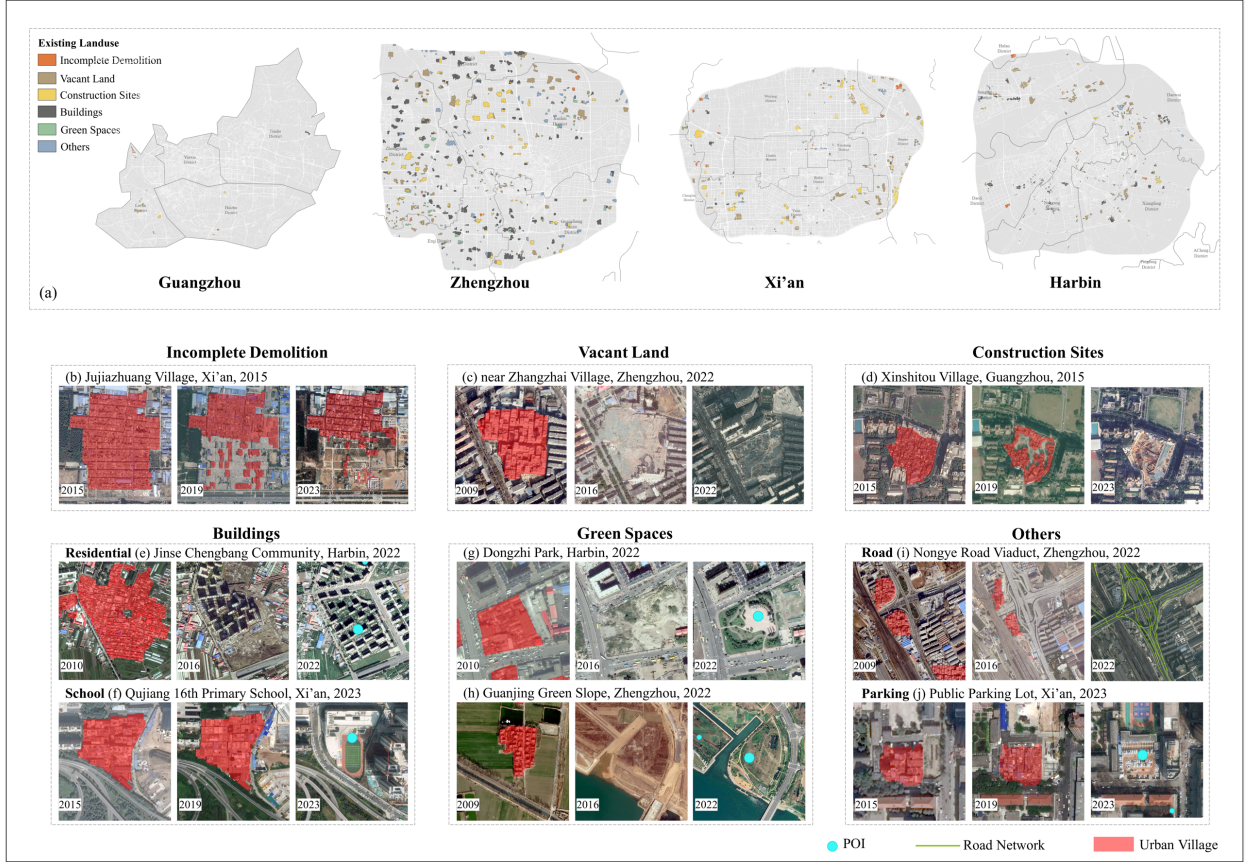 Existing Landuse
Incomplete Demolition
Vacant Land
Construction Sites
Buildings
Green Spaces
Others
Guangzhou
Zhengzhou
Xi’an
Harbin
(a)
Incomplete Demolition
Vacant Land
Construction Sites
(b) Jujiazhuang Village, Xi’an, 2015
(c) near Zhangzhai Village, Zhengzhou, 2022
(d) Xinshitou Village, Guangzhou, 2015
2015
2019
2023
2009
2016
2022
2015
2019
2023
Buildings
Green Spaces
Others
Residential (e) Jinse Chengbang Community, Harbin, 2022
(g) Dongzhi Park, Harbin, 2022
Road (i) Nongye Road Viaduct, Zhengzhou, 2022
2010
2016
2022
2010
2016
2022
2009
2016
2022
School (f) Qujiang 16th Primary School, Xi’an, 2023
(h) Guanjing Green Slope, Zhengzhou, 2022
Parking (j) Public Parking Lot, Xi’an, 2023
2015
2019
2023
2009
2016
2022
2015
2019
2023
POI
Road Network
Urban Village